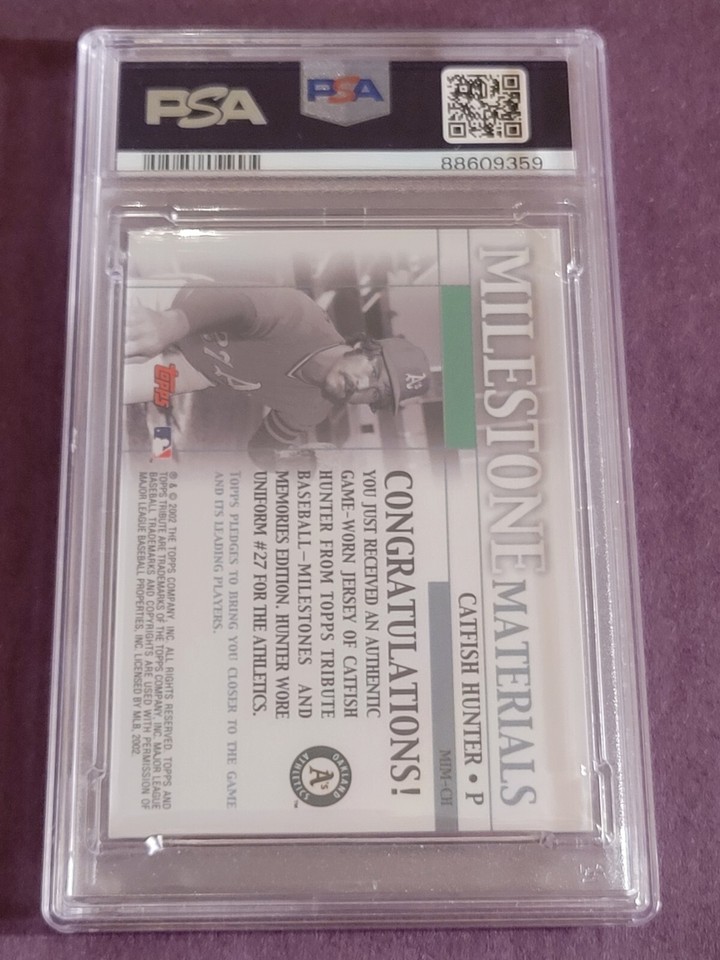 PSA
PSA
88609359
MILESTONE MATERIALS
CATFISH HUNTER • P
MIM-CH
CONGRATULATIONS!
YOU JUST RECEIVED AN AUTHENTIC
GAME-WORN JERSEY OF CATFISH
HUNTER FROM TOPPS TRIBUTE
BASEBALL–MILESTONES AND
MEMORIES EDITION. HUNTER WORE
UNIFORM #27 FOR THE ATHLETICS.
OAKLAND
A's
ATHLETICS
™
TOPPS PLEDGES TO BRING YOU CLOSER TO THE GAME
AND ITS LEADING PLAYERS.
A's
topps
® & © 2002 THE TOPPS COMPANY, INC. ALL RIGHTS RESERVED. TOPPS AND
TOPPS TRIBUTE ARE TRADEMARKS OF THE TOPPS COMPANY, INC. MAJOR LEAGUE
BASEBALL TRADEMARKS AND COPYRIGHTS ARE USED WITH PERMISSION OF
MAJOR LEAGUE BASEBALL PROPERTIES, INC. LICENSED BY MLB, 2002.